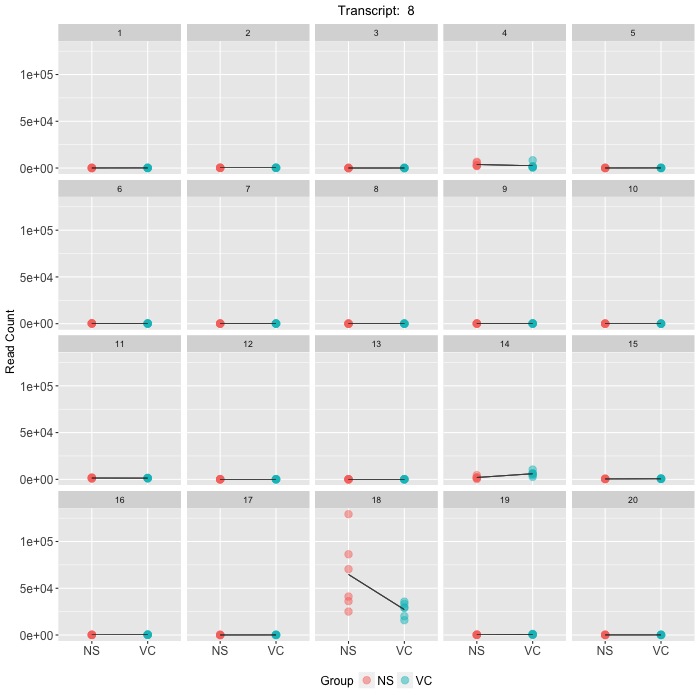 Transcript:  8
1 2 3 4 5
1e+05
5e+04
0e+00
6 7 8 9 10
1e+05
5e+04
0e+00
Read Count
11 12 13 14 15
1e+05
5e+04
0e+00
16 17 18 19 20
1e+05
5e+04
0e+00
NS VC NS VC NS VC NS VC NS VC
Group NS VC